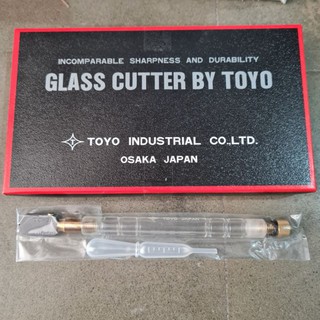 INCOMPARABLE SHARPNESS AND DURABILITY
GLASS CUTTER BY TOYO
TOYO INDUSTRIAL CO.,LTD.
OSAKA JAPAN